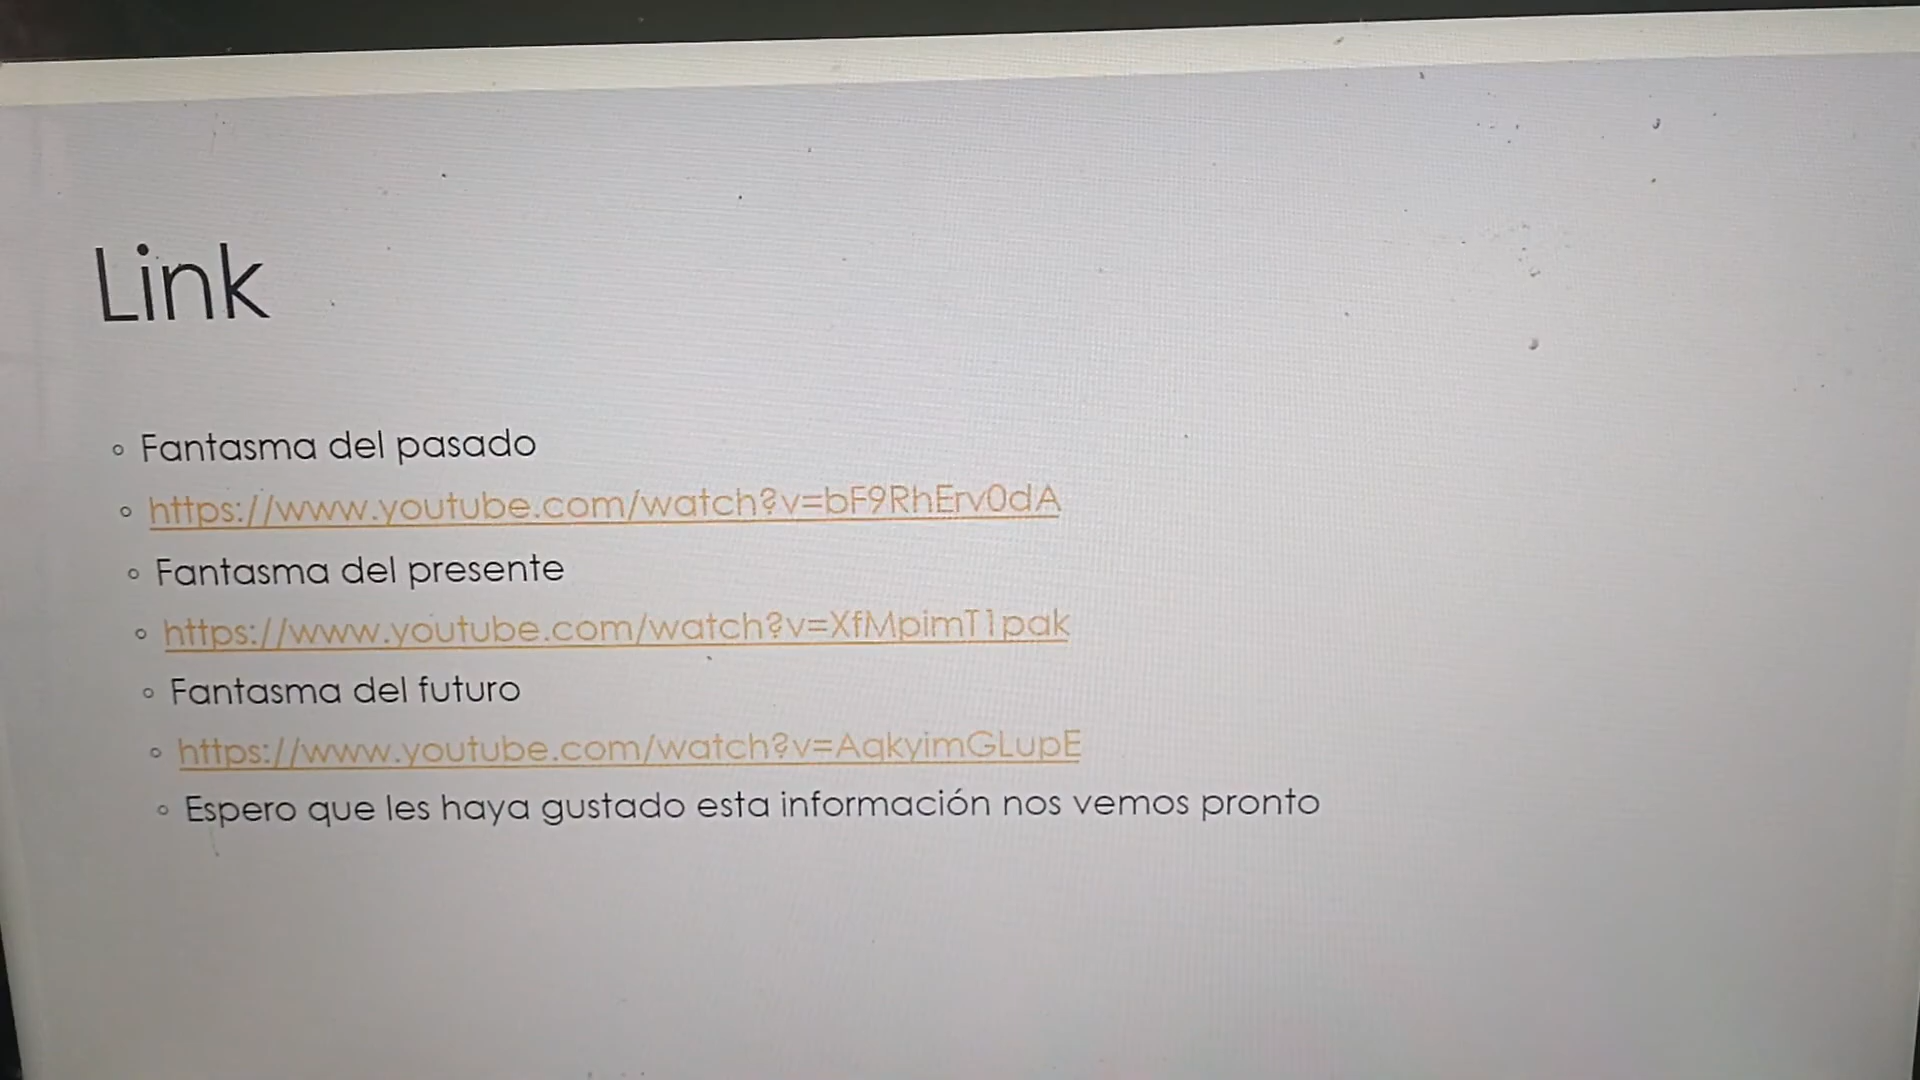 Link
Fantasma del pasado
https://www.youtube.com/watch?v=bF9RhErv0dA
Fantasma del presente
https://www.youtube.com/watch?v=XfMpimT1pak
Fantasma del futuro
https://www.youtube.com/watch?v=AqkyimGLupE
Espero que les haya gustado esta información nos vemos pronto